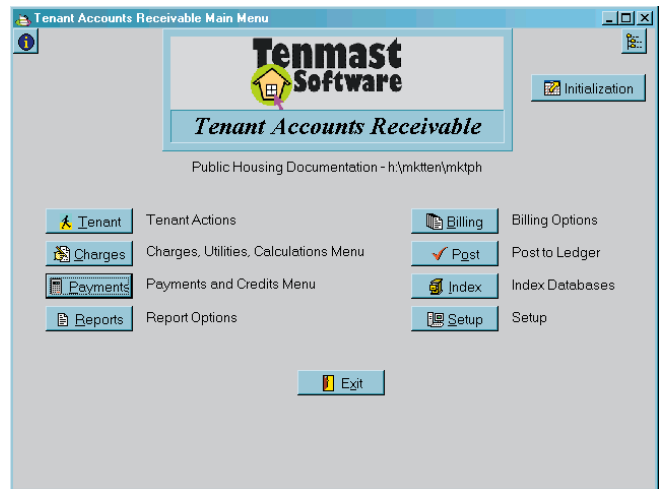 Tenant Accounts Receivable Main Menu
Tenmast
Software
Initialization
Tenant Accounts Receivable
Public Housing Documentation - h:\mktten\mktph
Tenant Tenant Actions Billing Billing Options
Charges Charges, Utilities, Calculations Menu Post Post to Ledger
Payments Payments and Credits Menu Index Index Databases
Reports Report Options Setup Setup
Exit